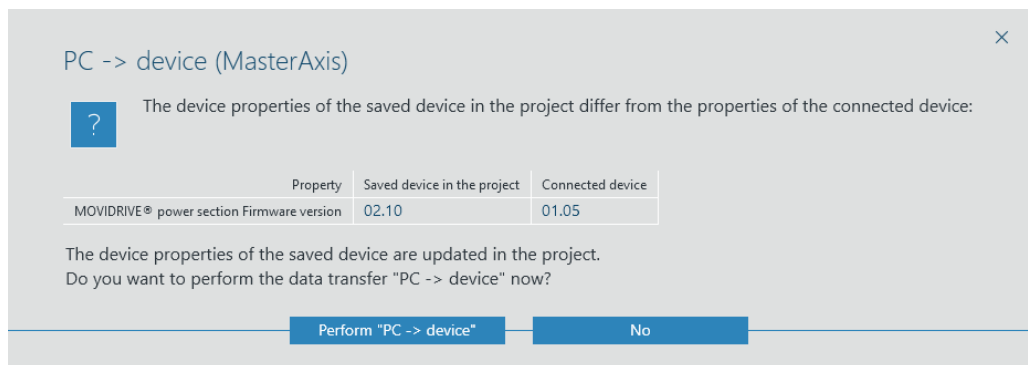 PC -> device (MasterAxis)
The device properties of the saved device in the project differ from the properties of the connected device:
?
Property Saved device in the project Connected device
MOVIDRIVE® power section Firmware version 02.10 01.05
The device properties of the saved device are updated in the project.
Do you want to perform the data transfer "PC -> device" now?
Perform "PC -> device" No